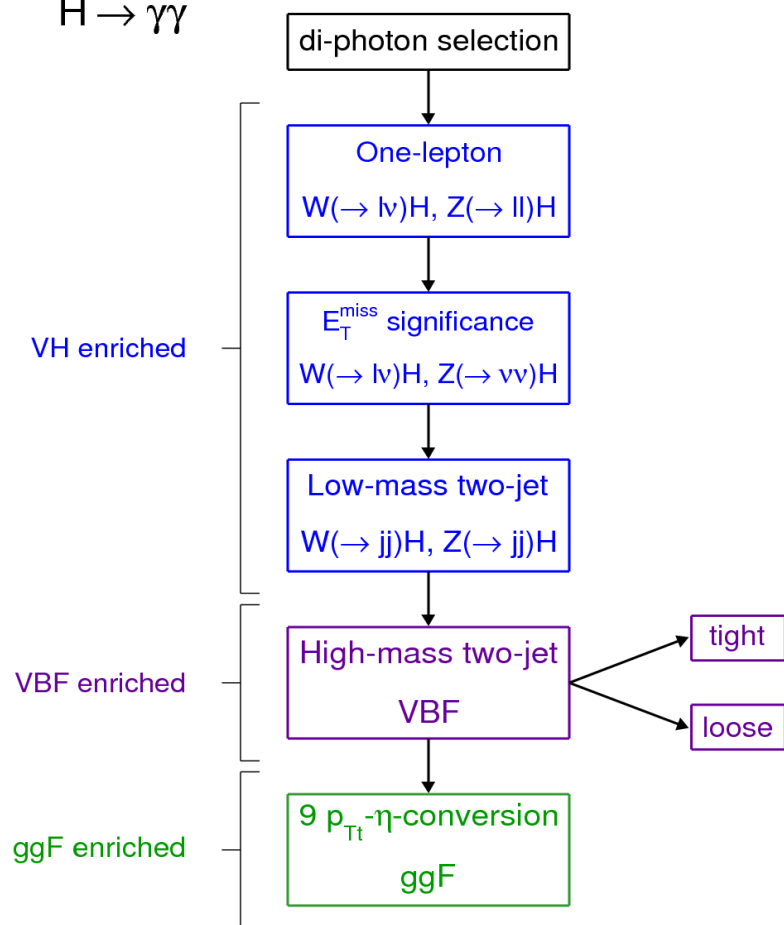 H → γγ
di-photon selection
One-lepton
W(→ lν)H, Z(→ ll)H
E_T^miss significance
W(→ lν)H, Z(→ νν)H
VH enriched
Low-mass two-jet
W(→ jj)H, Z(→ jj)H
High-mass two-jet
VBF
VBF enriched
tight
loose
9 p_Tt-η-conversion
ggF
ggF enriched